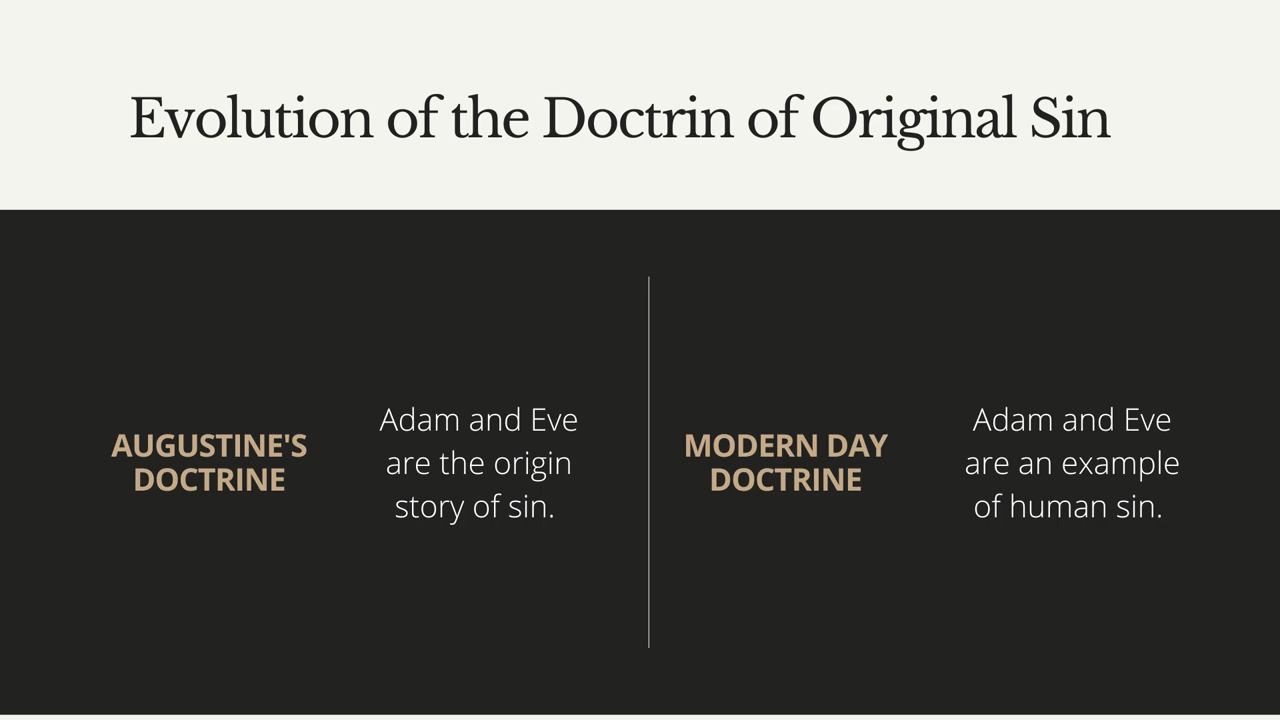 Evolution of the Doctrin of Original Sin
AUGUSTINE'S
DOCTRINE
Adam and Eve
are the origin
story of sin.
MODERN DAY
DOCTRINE
Adam and Eve
are an example
of human sin.